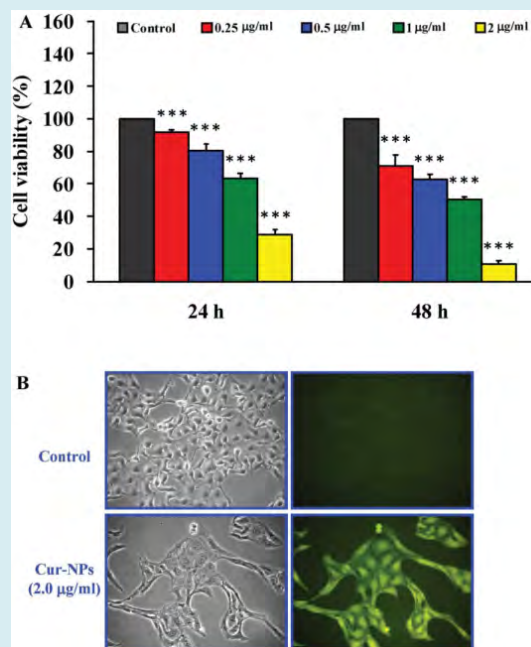 A
Control 0.25 μg/ml 0.5 μg/ml 1 μg/ml 2 μg/ml
Cell viability (%)
160
140
120
100
80
60
40
20
0
*** *** *** ***
*** *** *** ***
24 h 48 h
B
Control
Cur-NPs
(2.0 μg/ml)